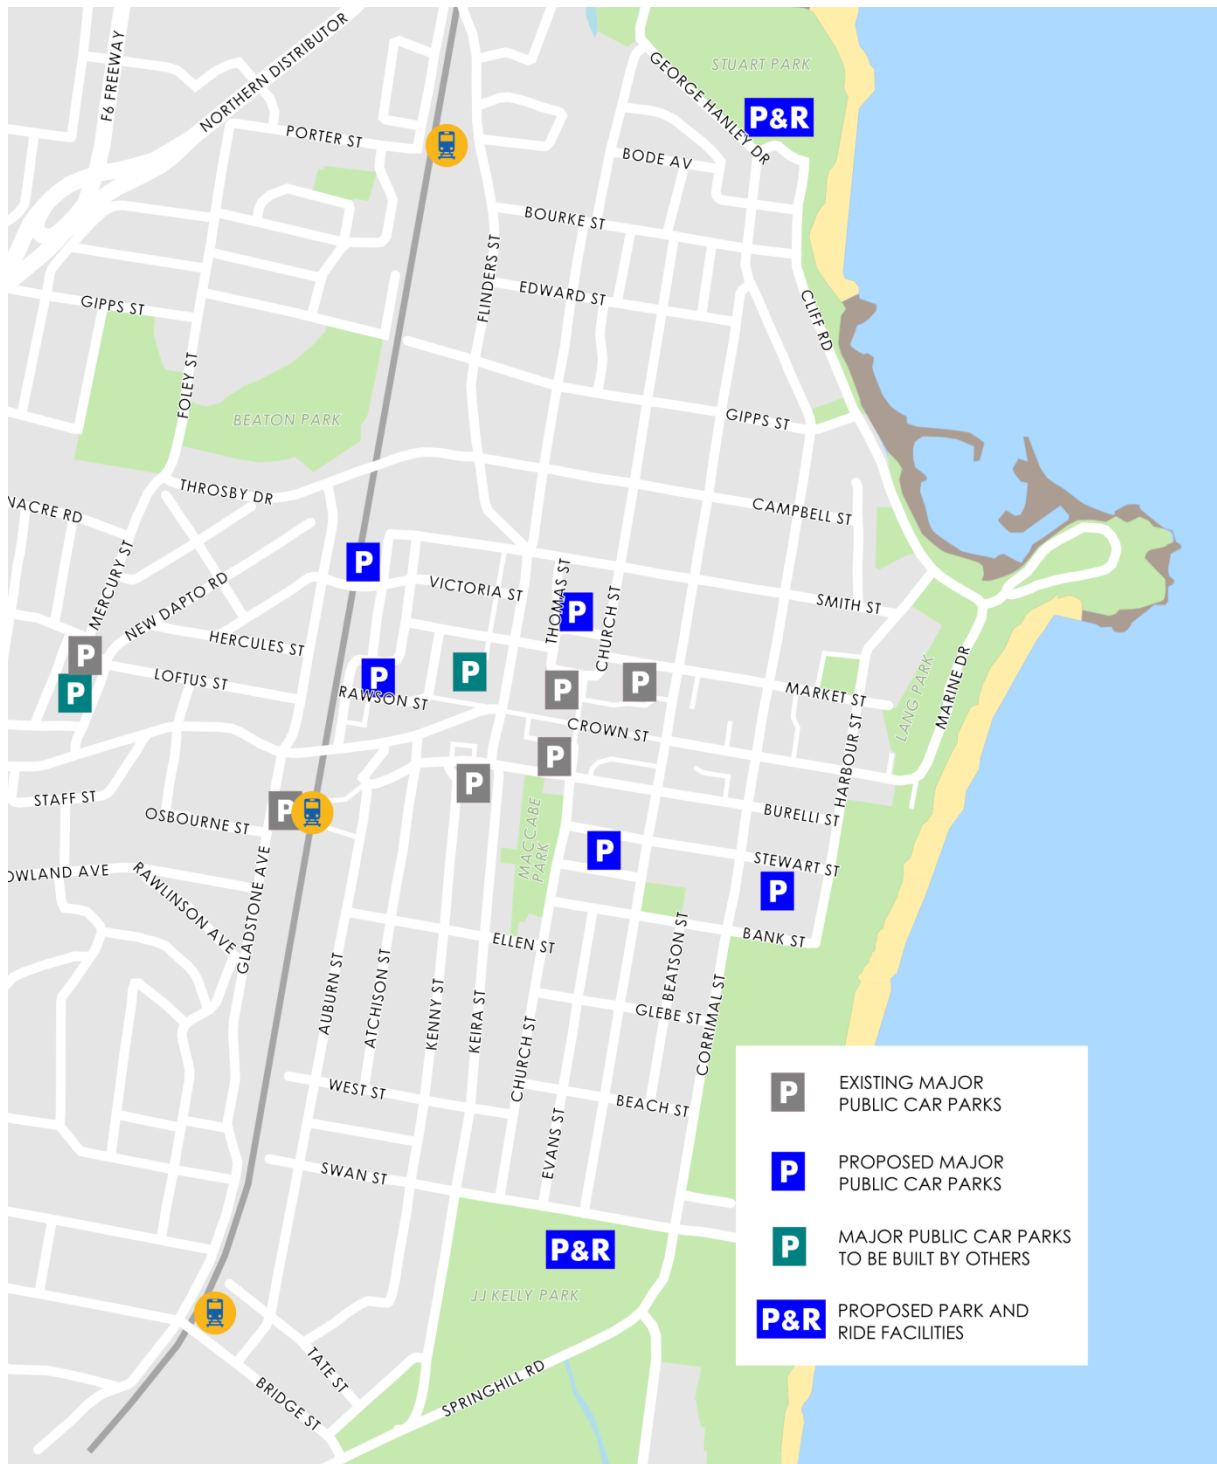 F6 FREEWAY
NORTHERN DISTRIBUTOR
STUART PARK
GEORGE HANLEY DR
P&R
PORTER ST
BODE AV
BOURKE ST
FLINDERS ST
EDWARD ST
GIPPS ST
CLIFF RD
FOLEY ST
BEATON PARK
GIPPS ST
THROSBY DR
NACRE RD
CAMPBELL ST
MERCURY ST
P
NEW DAPTO RD
VICTORIA ST
THOMAS ST
P
CHURCH ST
SMITH ST
HERCULES ST
P
LOFTUS ST
P
P
RAWSON ST
P
P
P
MARKET ST
LANG PARK
MARINE DR
CROWN ST
HARBOUR ST
P
P
STAFF ST
OSBOURNE ST
P
BURELLI ST
MACCABE
PARK
P
STEWART ST
OWLAND AVE
RAWLINSON AVE
GLADSTONE AVE
P
BANK ST
ELLEN ST
BEATSON ST
AUBURN ST
ATCHISON ST
KENNY ST
KEIRA ST
CHURCH ST
GLEBE ST
CORRIMAL ST
WEST ST
BEACH ST
EVANS ST
SWAN ST
P&R
JJ KELLY PARK
TATE ST
BRIDGE ST
SPRINGHILL RD
P
EXISTING MAJOR
PUBLIC CAR PARKS
P
PROPOSED MAJOR
PUBLIC CAR PARKS
P
MAJOR PUBLIC CAR PARKS
TO BE BUILT BY OTHERS
P&R
PROPOSED PARK AND
RIDE FACILITIES